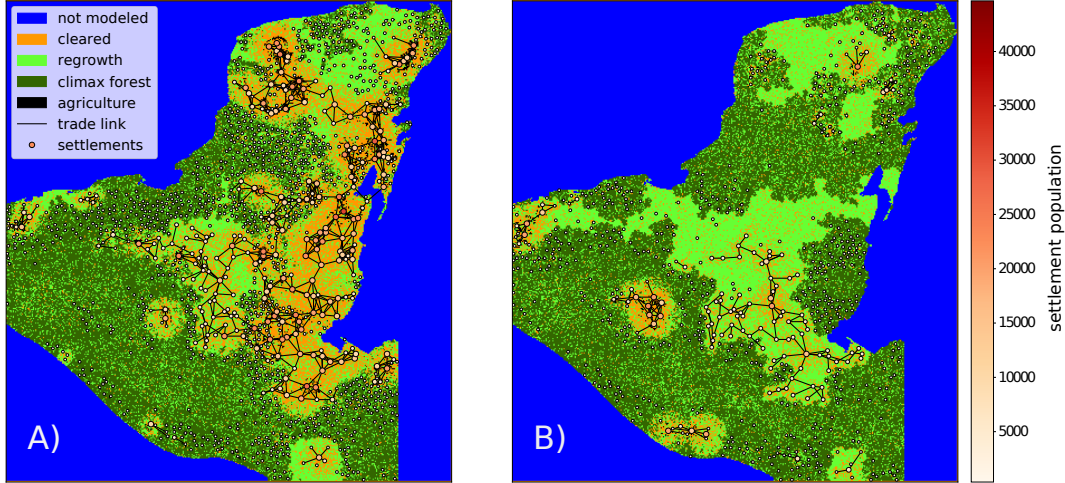 not modeled
cleared
regrowth
climax forest
agriculture
trade link
settlements
A)
B)
40000
35000
30000
25000
20000
15000
10000
5000
settlement population